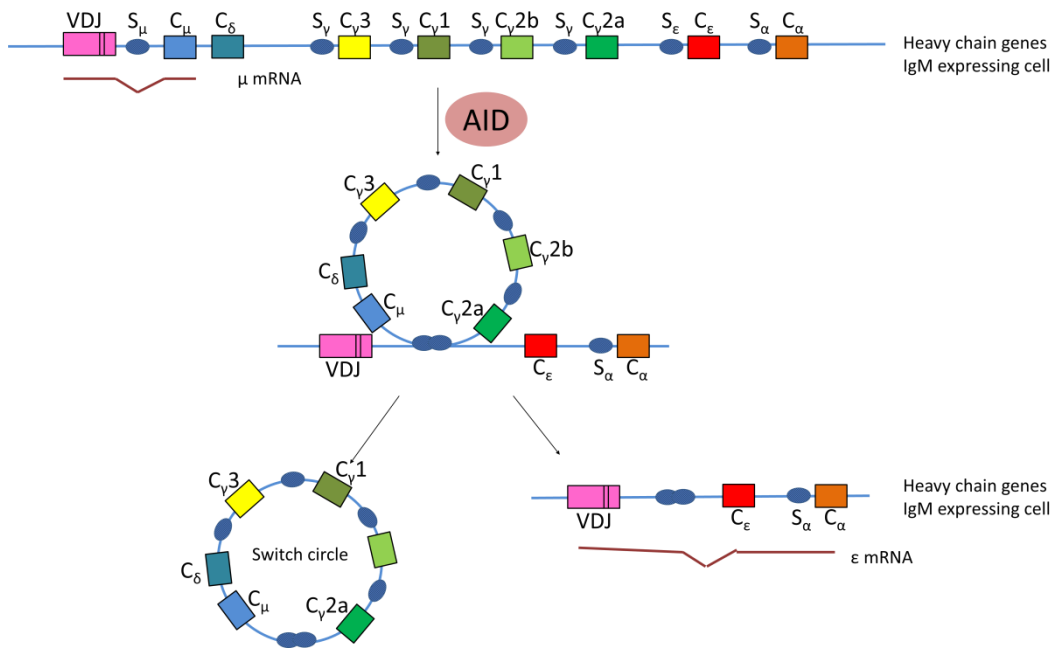 VDJ Sμ Cμ Cδ Sγ Cγ3 Sγ Cγ1 Sγ Cγ2b Sγ Cγ2a Sε Cε Sα Cα
Heavy chain genes
IgM expressing cell
μ mRNA
AID
Cγ3
Cγ1
Cγ2b
Cδ
Cμ
Cγ2a
VDJ
Cε
Sα
Cα
Cγ3
Cγ1
Switch circle
Cδ
Cμ
Cγ2a
Heavy chain genes
IgM expressing cell
VDJ
Cε
Sα
Cα
ε mRNA